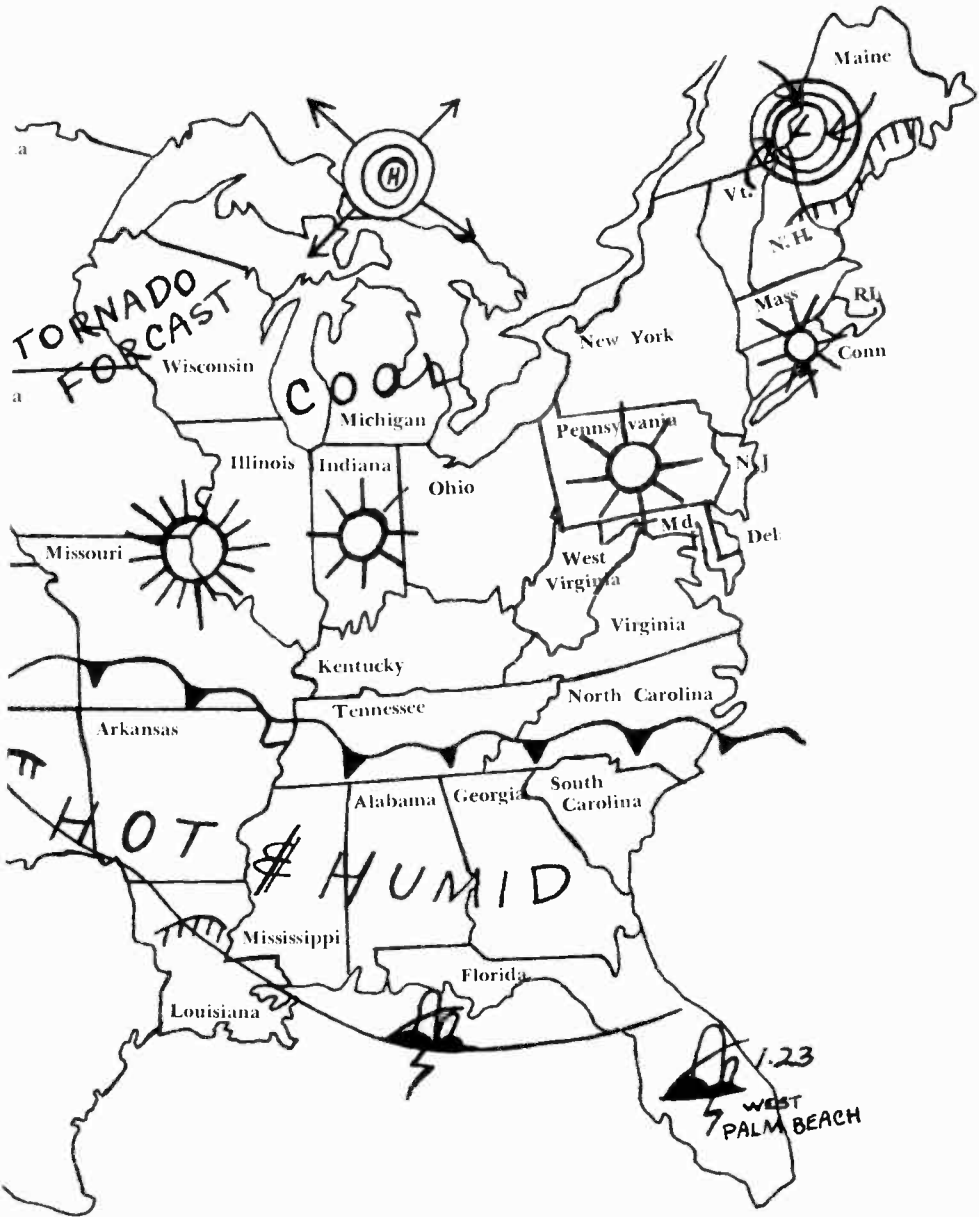 Maine
a
H
L
Vt.
N.H.
TORNADO
FORCAST
Mass
RI
Wisconsin
New York
Conn
a
COOL
Michigan
Pennsylvania
Illinois
Indiana
Ohio
N.J
Missouri
Md.
Del
West
Virginia
Virginia
Kentucky
North Carolina
Tennessee
Arkansas
Alabama
Georgia
South
Carolina
HOT & HUMID
Mississippi
Florida
Louisiana
1.23
WEST
PALM BEACH